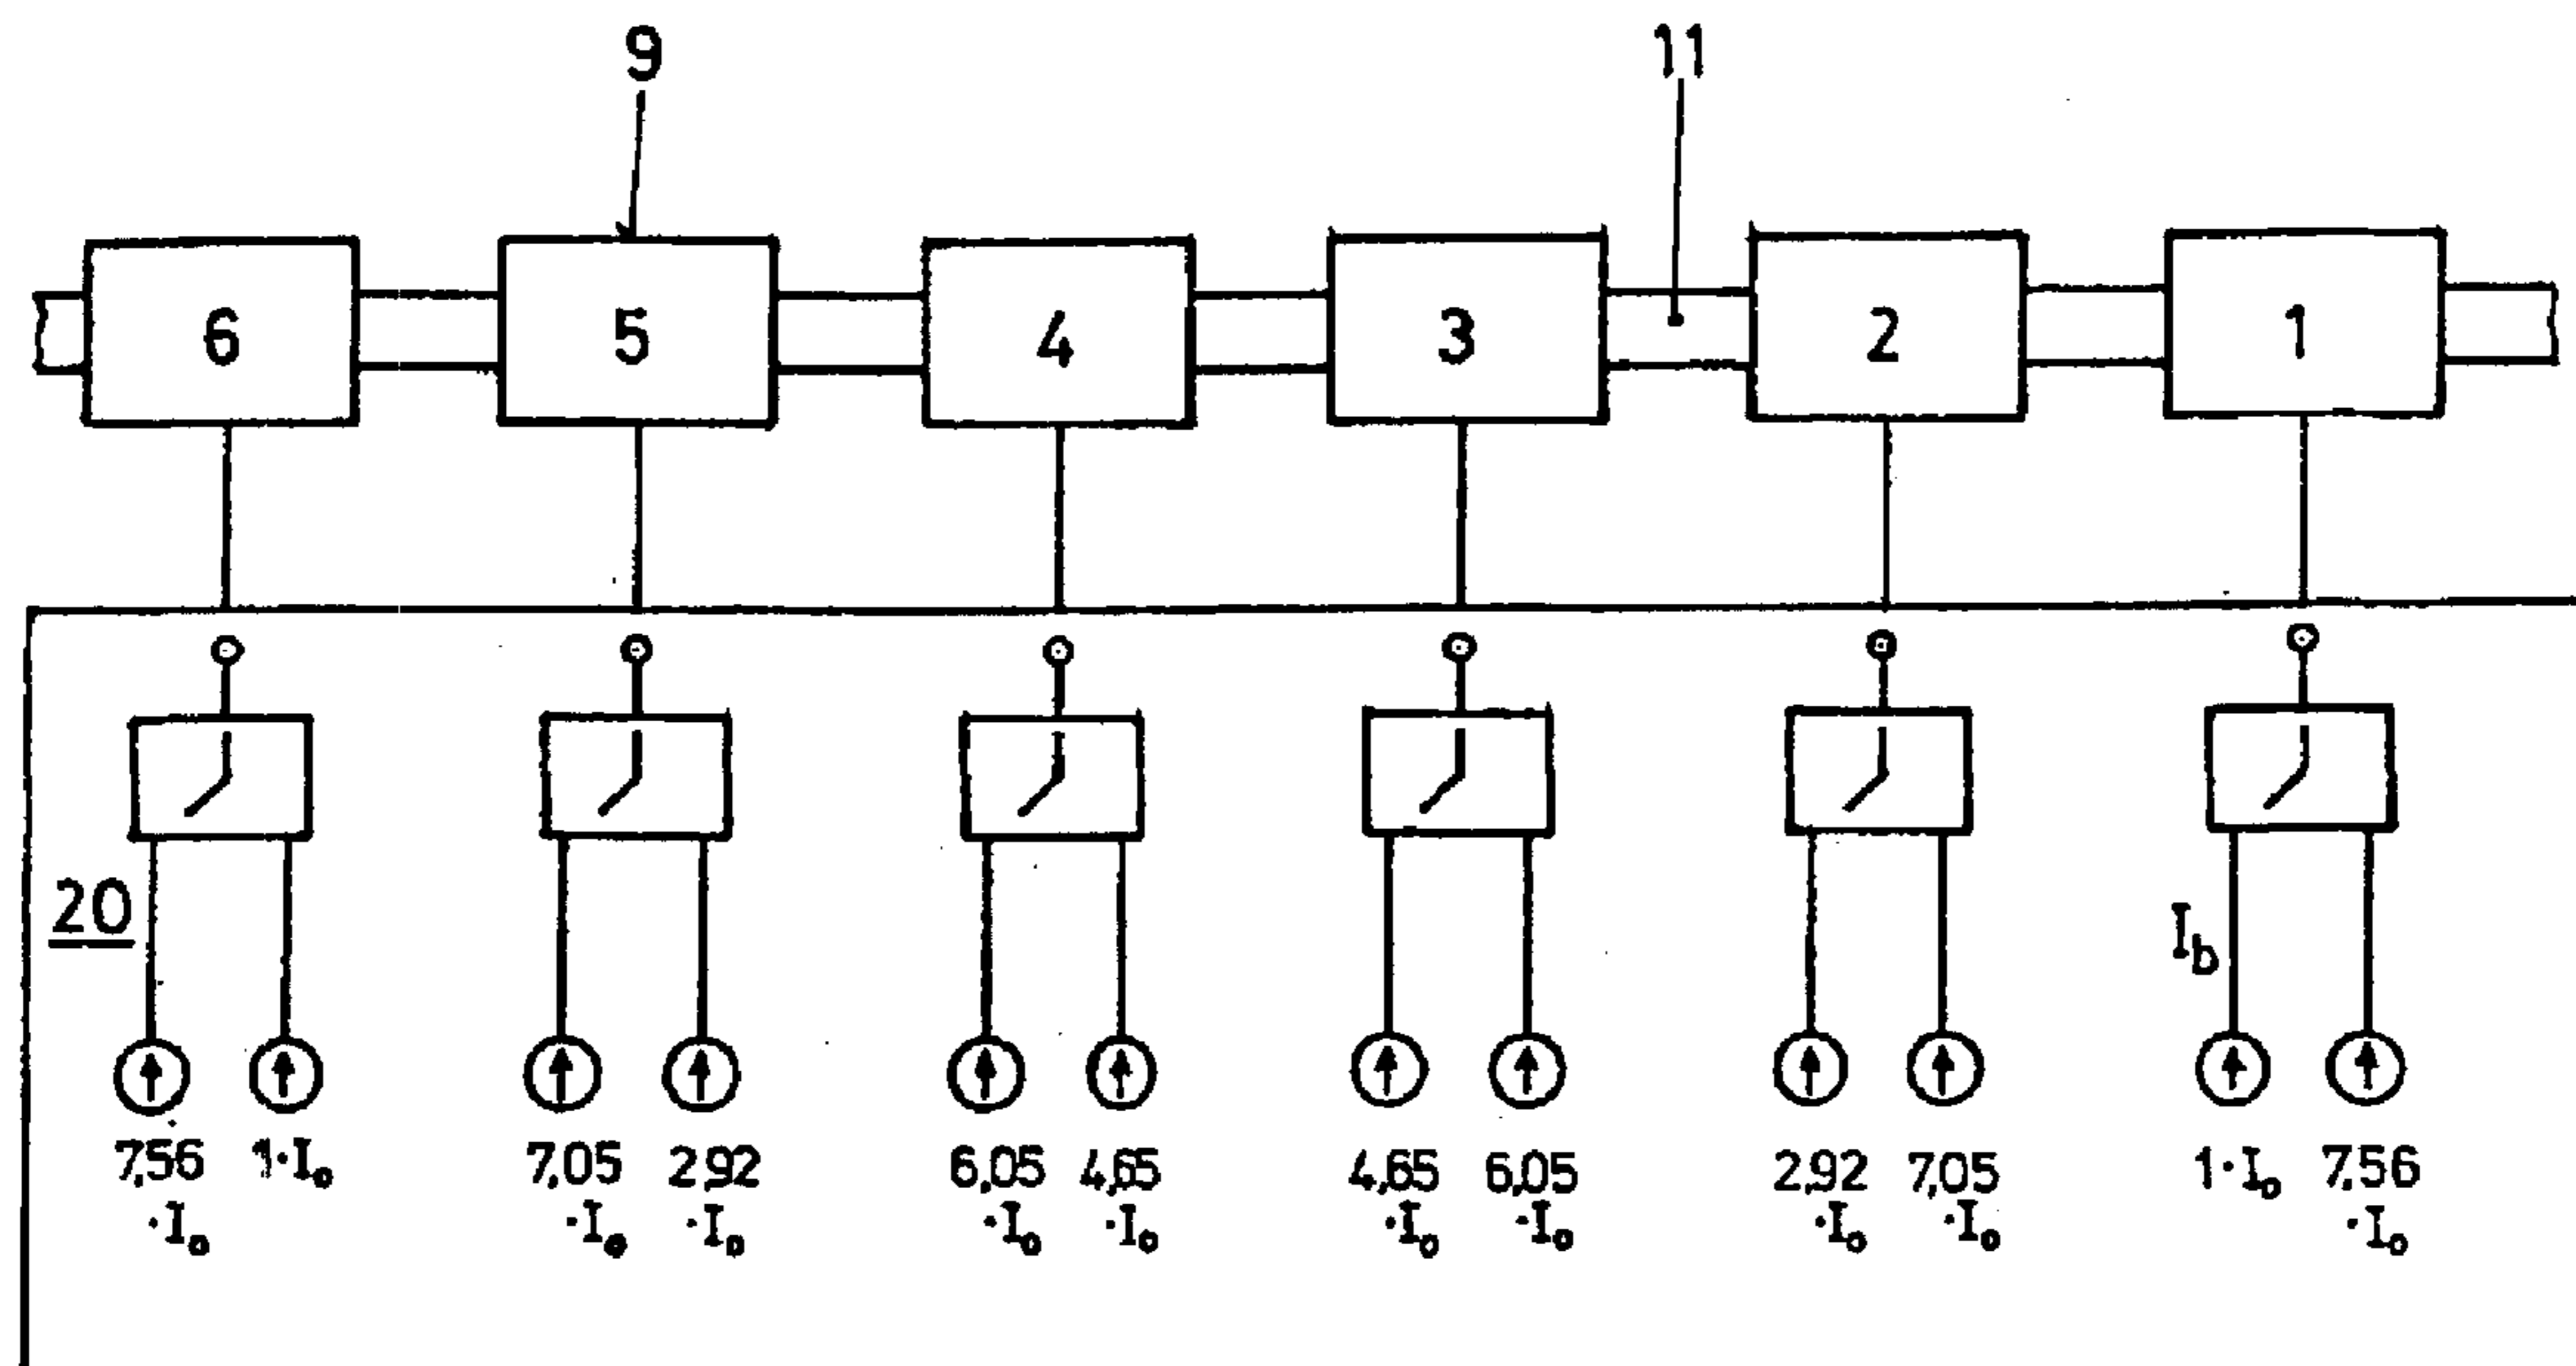 9 11
6 5 4 3 2 1
20
I_b
7,56 1·I₀ 7,05 2,92 6,05 4,65 4,65 6,05 2,92 7,05 1·I₀ 7,56
·I₀ ·I₀ ·I₀ ·I₀ ·I₀ ·I₀ ·I₀ ·I₀ ·I₀ ·I₀